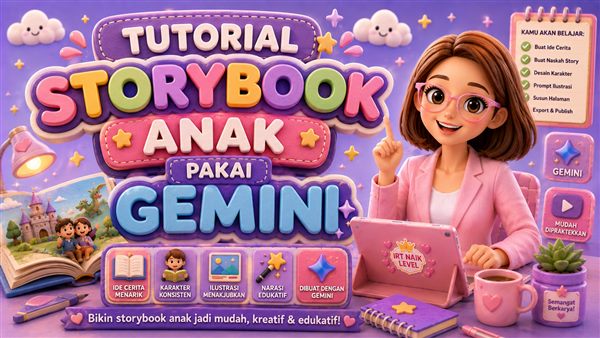 TUTORIAL
STORYBOOK
ANAK
PAKAI
GEMINI
KAMU AKAN BELAJAR:
Buat Ide Cerita
Buat Naskah Story
Desain Karakter
Prompt Ilustrasi
Susun Halaman
Export & Publish
GEMINI
MUDAH
DIPRAKTEKKAN
IRT NAIK
LEVEL
IDE CERITA
MENARIK
KARAKTER
KONSISTEN
ILUSTRASI
MENAKJUBKAN
NARASI
EDUKATIF
DIBUAT DENGAN
GEMINI
Semangat
Berkarya!
Bikin storybook anak jadi mudah, kreatif & edukatif!